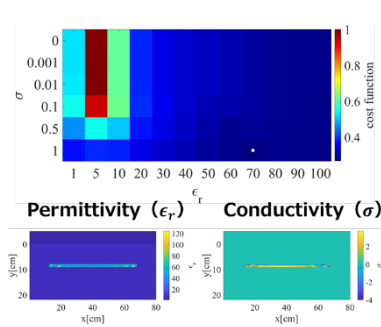 0
0.001
0.01
0.1
0.5
1
σ
1 5 10 20 30 40 50 60 70 80 90 100
ϵr
1
0.8
0.6
0.4
cost function
Permittivity (ϵr) Conductivity (σ)
0
10
20
y[cm]
20 40 60 80
x[cm]
120
100
80
60
40
20
ϵr
0
10
20
y[cm]
20 40 60 80
x[cm]
2
0
-2
-4
σ